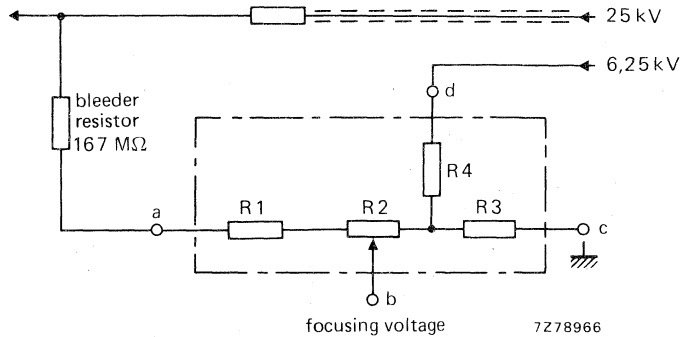 25 kV
6,25 kV
d
bleeder
resistor
167 MΩ
R4
a
R1
R2
R3
c
b
focusing voltage
7Z78966